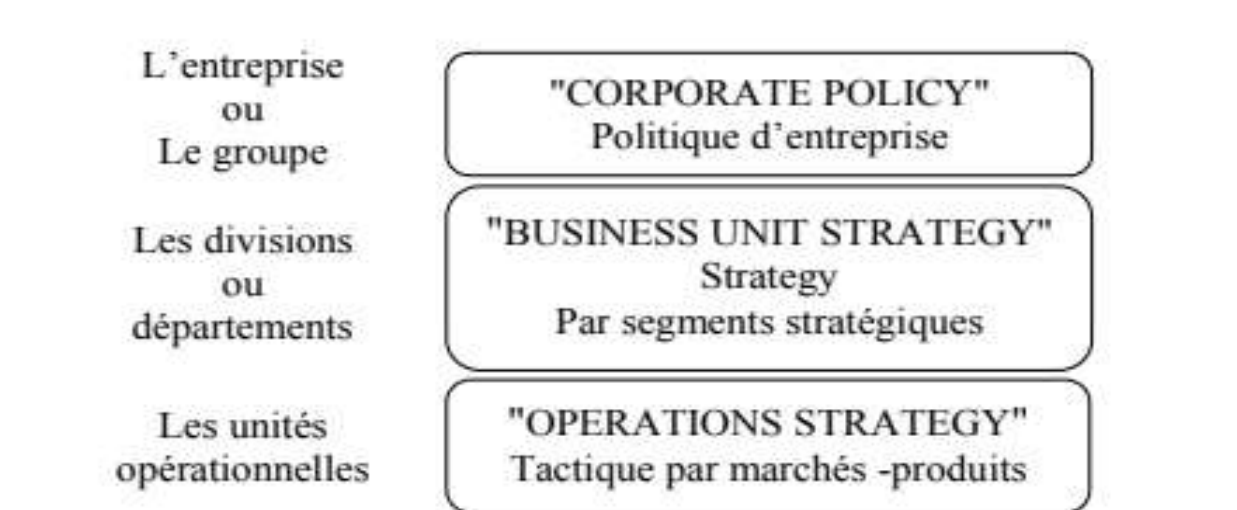 L'entreprise
ou
Le groupe
"CORPORATE POLICY"
Politique d'entreprise
Les divisions
ou
départements
"BUSINESS UNIT STRATEGY"
Strategy
Par segments stratégiques
Les unités
opérationnelles
"OPERATIONS STRATEGY"
Tactique par marchés -produits